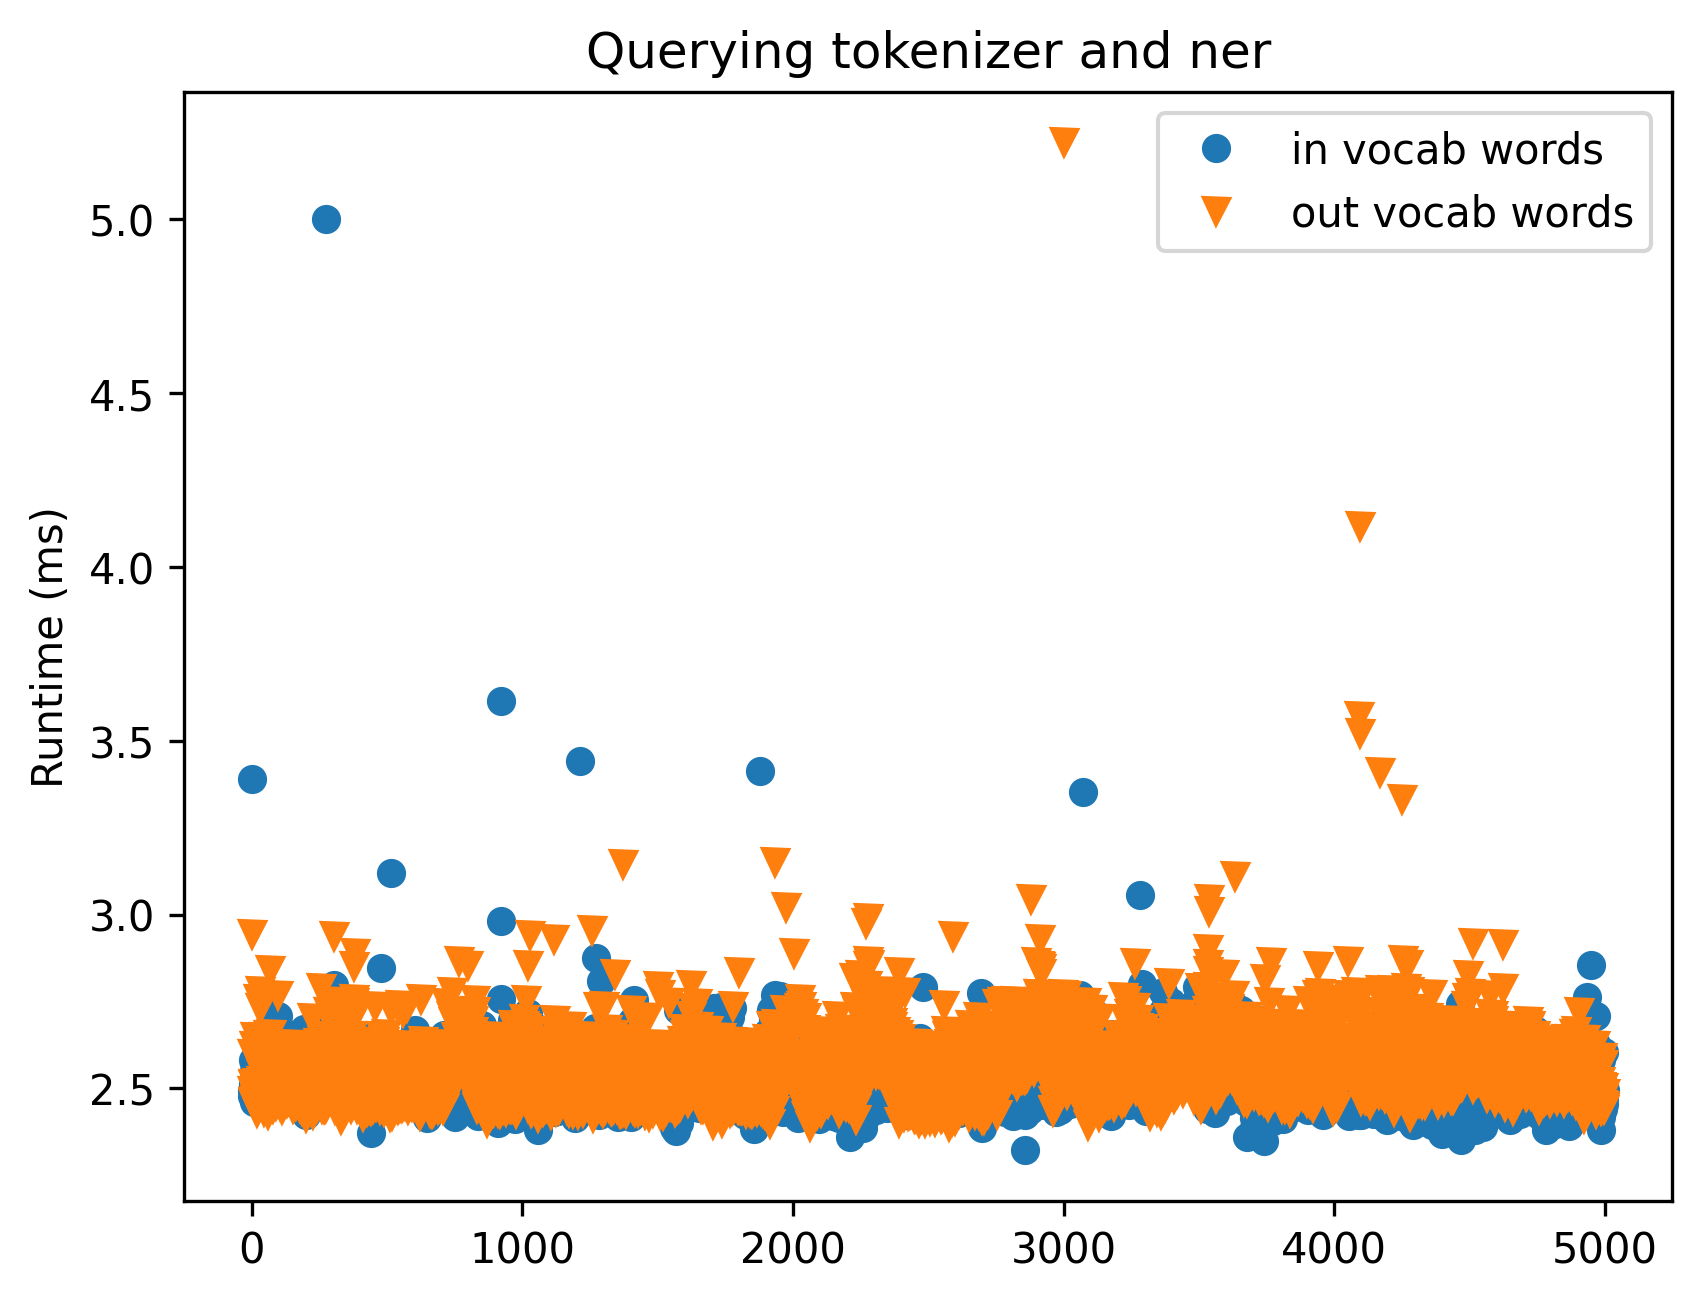 Querying tokenizer and ner
in vocab words
out vocab words
Runtime (ms)
5.0
4.5
4.0
3.5
3.0
2.5
0 1000 2000 3000 4000 5000